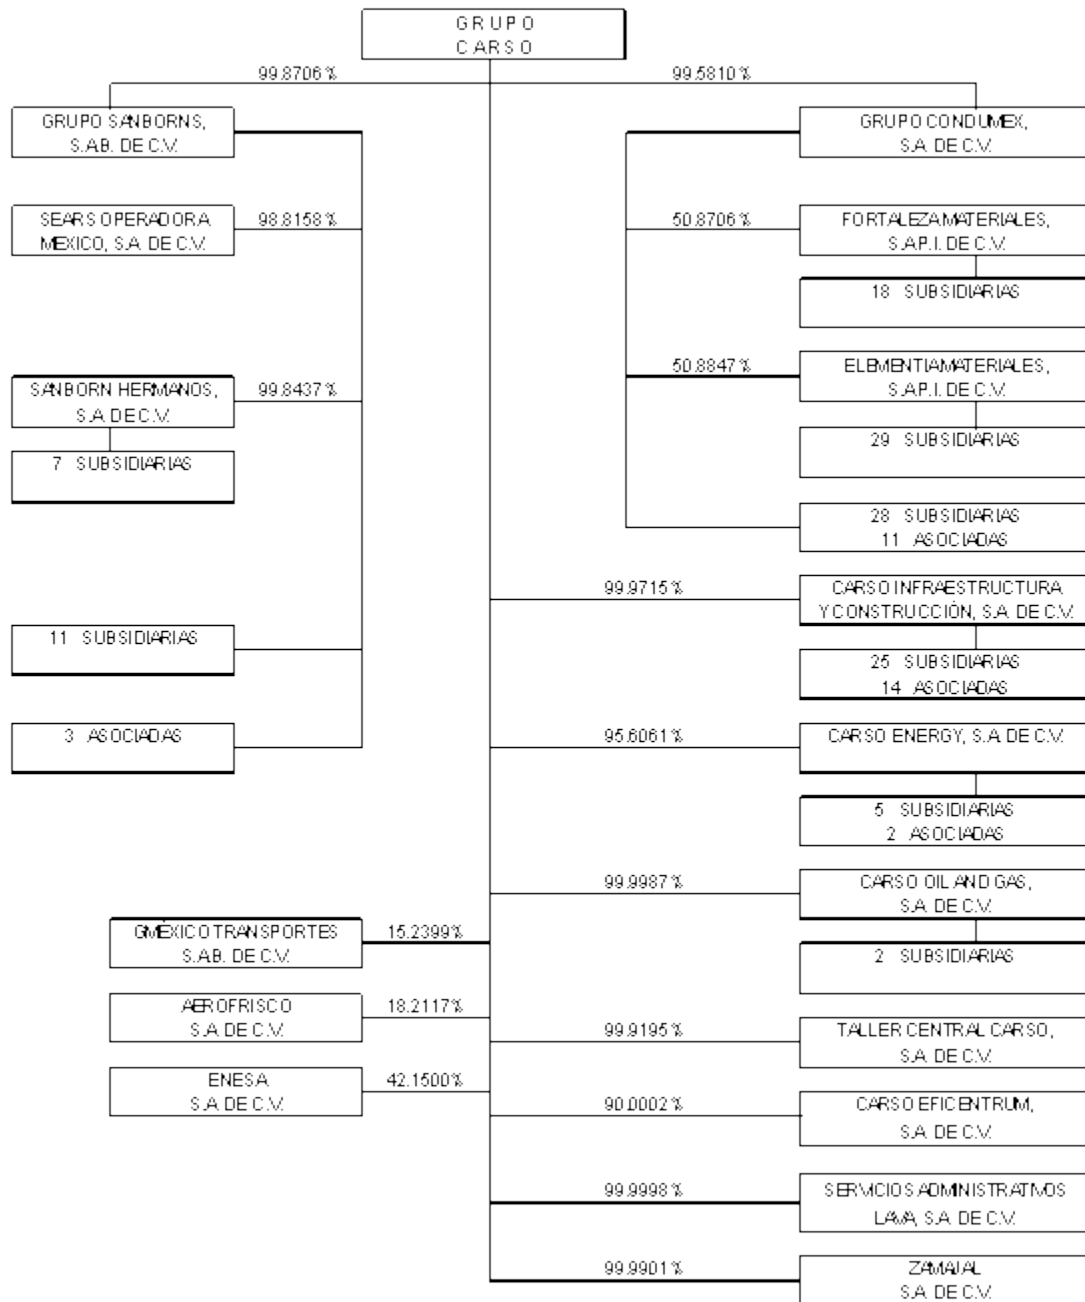 GRUPO
CARSO
99.8706%
99.5810%
GRUPO SANBORNS,
S.A.B. DE C.V.
GRUPO CONDUMEX,
S.A. DE C.V.
SEARS OPERADORA
MEXICO, S.A. DE C.V.
98.8158%
50.8706%
FORTALEZA MATERIALES,
S.A.P.I. DE C.V.
18 SUBSIDIARIAS
SANBORN HERMANOS,
S.A. DE C.V.
99.8437%
50.8847%
ELEMENTIA MATERIALES,
S.A.P.I. DE C.V.
7 SUBSIDIARIAS
29 SUBSIDIARIAS
28 SUBSIDIARIAS
11 ASOCIADAS
99.9715%
CARSO INFRAESTRUCTURA
Y CONSTRUCCIÓN, S.A. DE C.V.
11 SUBSIDIARIAS
25 SUBSIDIARIAS
14 ASOCIADAS
3 ASOCIADAS
95.6061%
CARSO ENERGY, S.A. DE C.V.
5 SUBSIDIARIAS
2 ASOCIADAS
99.9987%
CARSO OIL AND GAS,
S.A. DE C.V.
GMÉXICO TRANSPORTES
S.A.B. DE C.V.
15.2399%
2 SUBSIDIARIAS
AEROFRISCO
S.A. DE C.V.
18.2117%
99.9195%
TALLER CENTRAL CARSO,
S.A. DE C.V.
ENESA
S.A. DE C.V.
42.1500%
90.0002%
CARSO EFICENTRUM,
S.A. DE C.V.
99.9998%
SERVICIOS ADMINISTRATIVOS
LAVA, S.A. DE C.V.
99.9901%
ZAMAJAL
S.A. DE C.V.